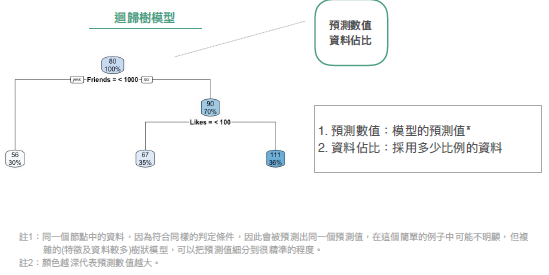 迴歸樹模型
預測數值
資料佔比
80
100%
yes Friends = < 1000 no
90
70%
Likes = < 100
56
30%
67
35%
111
36%
1. 預測數值：模型的預測值*
2. 資料佔比：採用多少比例的資料
註1：同一個節點中的資料，因為符合同樣的判定條件，因此會被預測出同一個預測值，在這個簡單的例子中可能不明顯，但複
雜的(特徵及資料較多)樹狀模型，可以把預測值細分到很精準的程度。
註2：顏色越深代表預測數值越大。